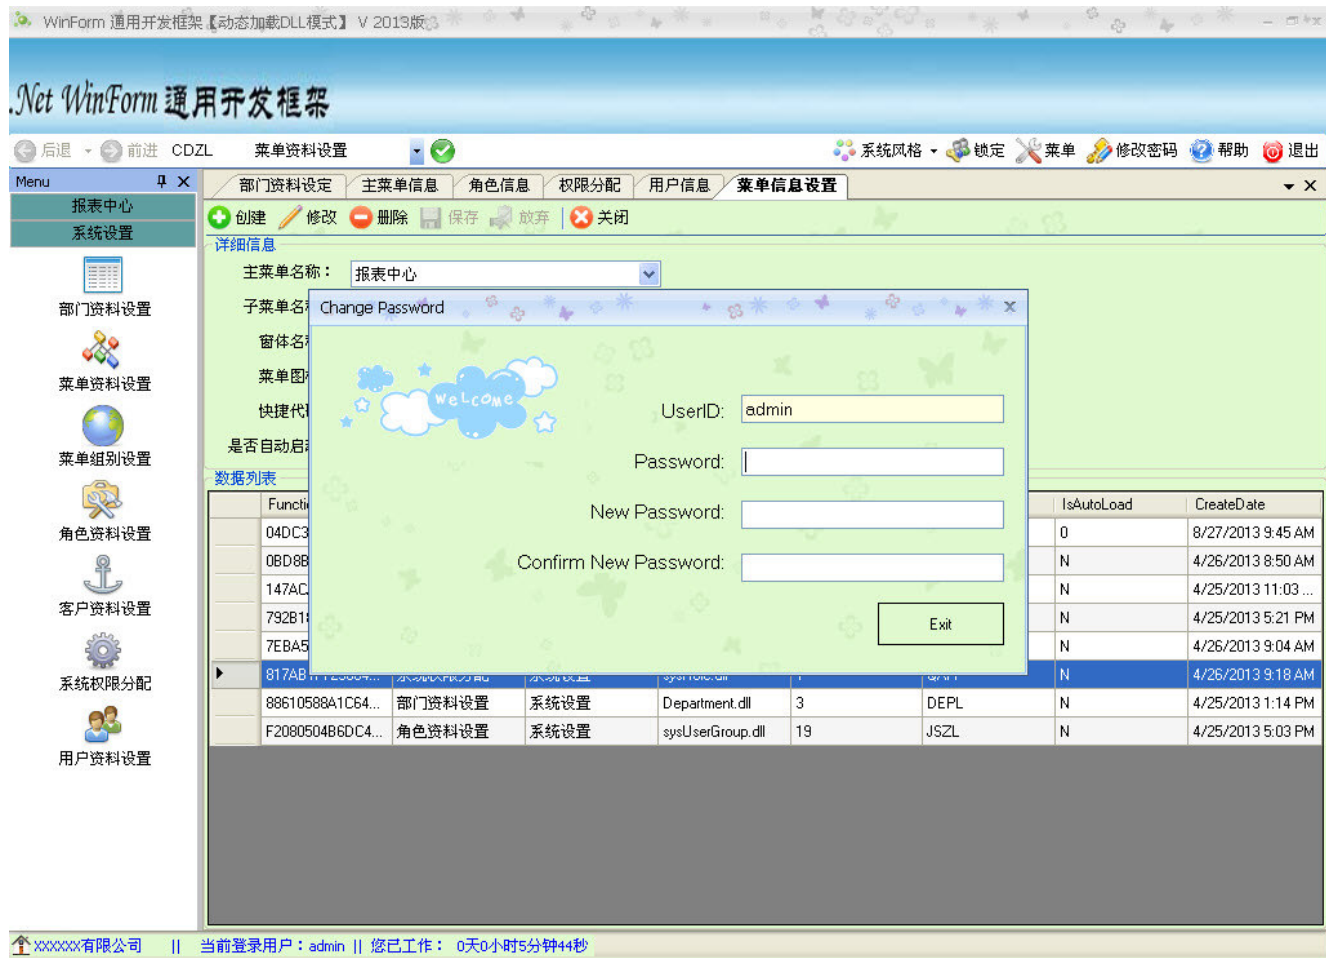 WinForm 通用开发框架【动态加载DLL模式】 V 2013版
.Net WinForm 通用开发框架
后退 前进 CDZL 菜单资料设置 系统风格 锁定 菜单 修改密码 帮助 退出
Menu
报表中心
系统设置
部门资料设置
菜单资料设置
菜单组别设置
角色资料设置
客户资料设置
系统权限分配
用户资料设置
部门资料设定 主菜单信息 角色信息 权限分配 用户信息 菜单信息设置
创建 修改 删除 保存 放弃 关闭
详细信息
主菜单名称： 报表中心
子菜单名
窗体名
菜单图
快捷代
是否自动启
Change Password
WeLcome
UserID: admin
Password:
New Password:
Confirm New Password:
Exit
数据列表
Functi IsAutoLoad CreateDate
04DC3 0 8/27/2013 9:45 AM
0BD8B N 4/26/2013 8:50 AM
147AC N 4/25/2013 11:03 ...
792B18 N 4/25/2013 5:21 PM
7EBA5 N 4/26/2013 9:04 AM
817AB N 4/26/2013 9:18 AM
88610588A1C64... 部门资料设置 系统设置 Department.dll 3 DEPL N 4/25/2013 1:14 PM
F2080504B6DC4... 角色资料设置 系统设置 sysUserGroup.dll 19 JSZL N 4/25/2013 5:03 PM
xxxxxx有限公司 || 当前登录用户：admin || 您已工作： 0天0小时5分钟44秒